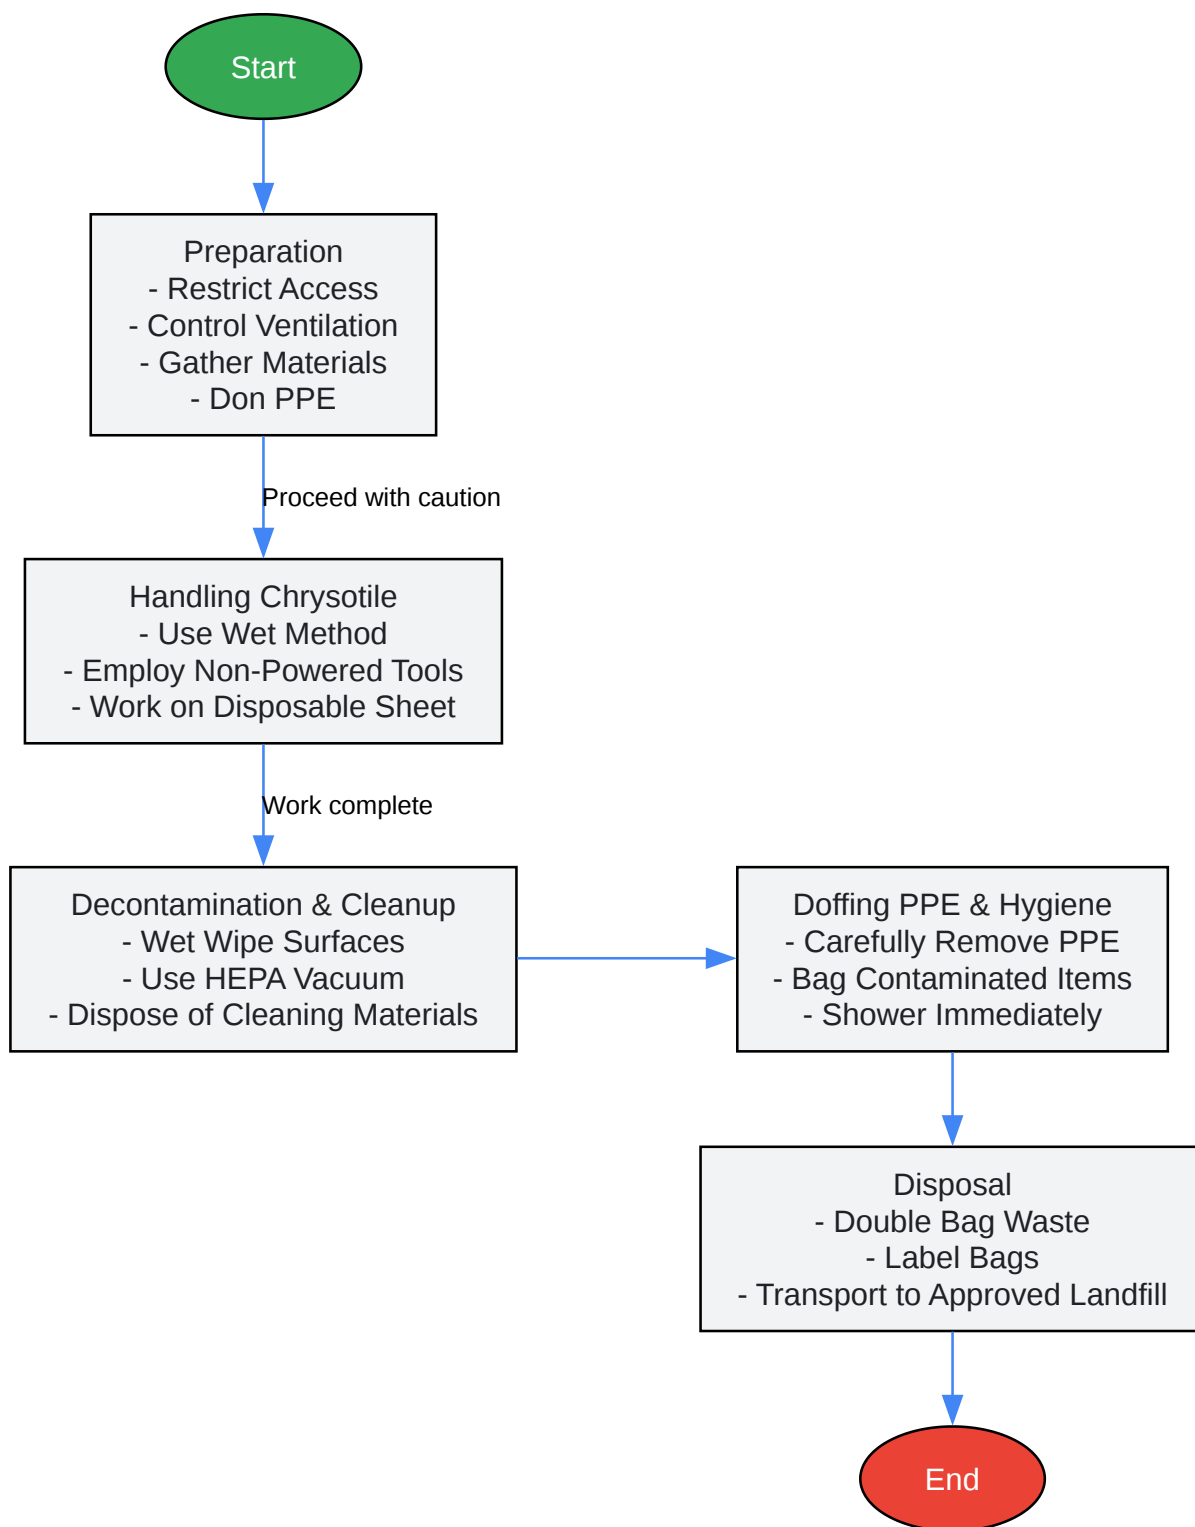 Start
Preparation
- Restrict Access
- Control Ventilation
- Gather Materials
- Don PPE
Proceed with caution
Handling Chrysotile
- Use Wet Method
- Employ Non-Powered Tools
- Work on Disposable Sheet
Work complete
Decontamination & Cleanup
- Wet Wipe Surfaces
- Use HEPA Vacuum
- Dispose of Cleaning Materials
Doffing PPE & Hygiene
- Carefully Remove PPE
- Bag Contaminated Items
- Shower Immediately
Disposal
- Double Bag Waste
- Label Bags
- Transport to Approved Landfill
End